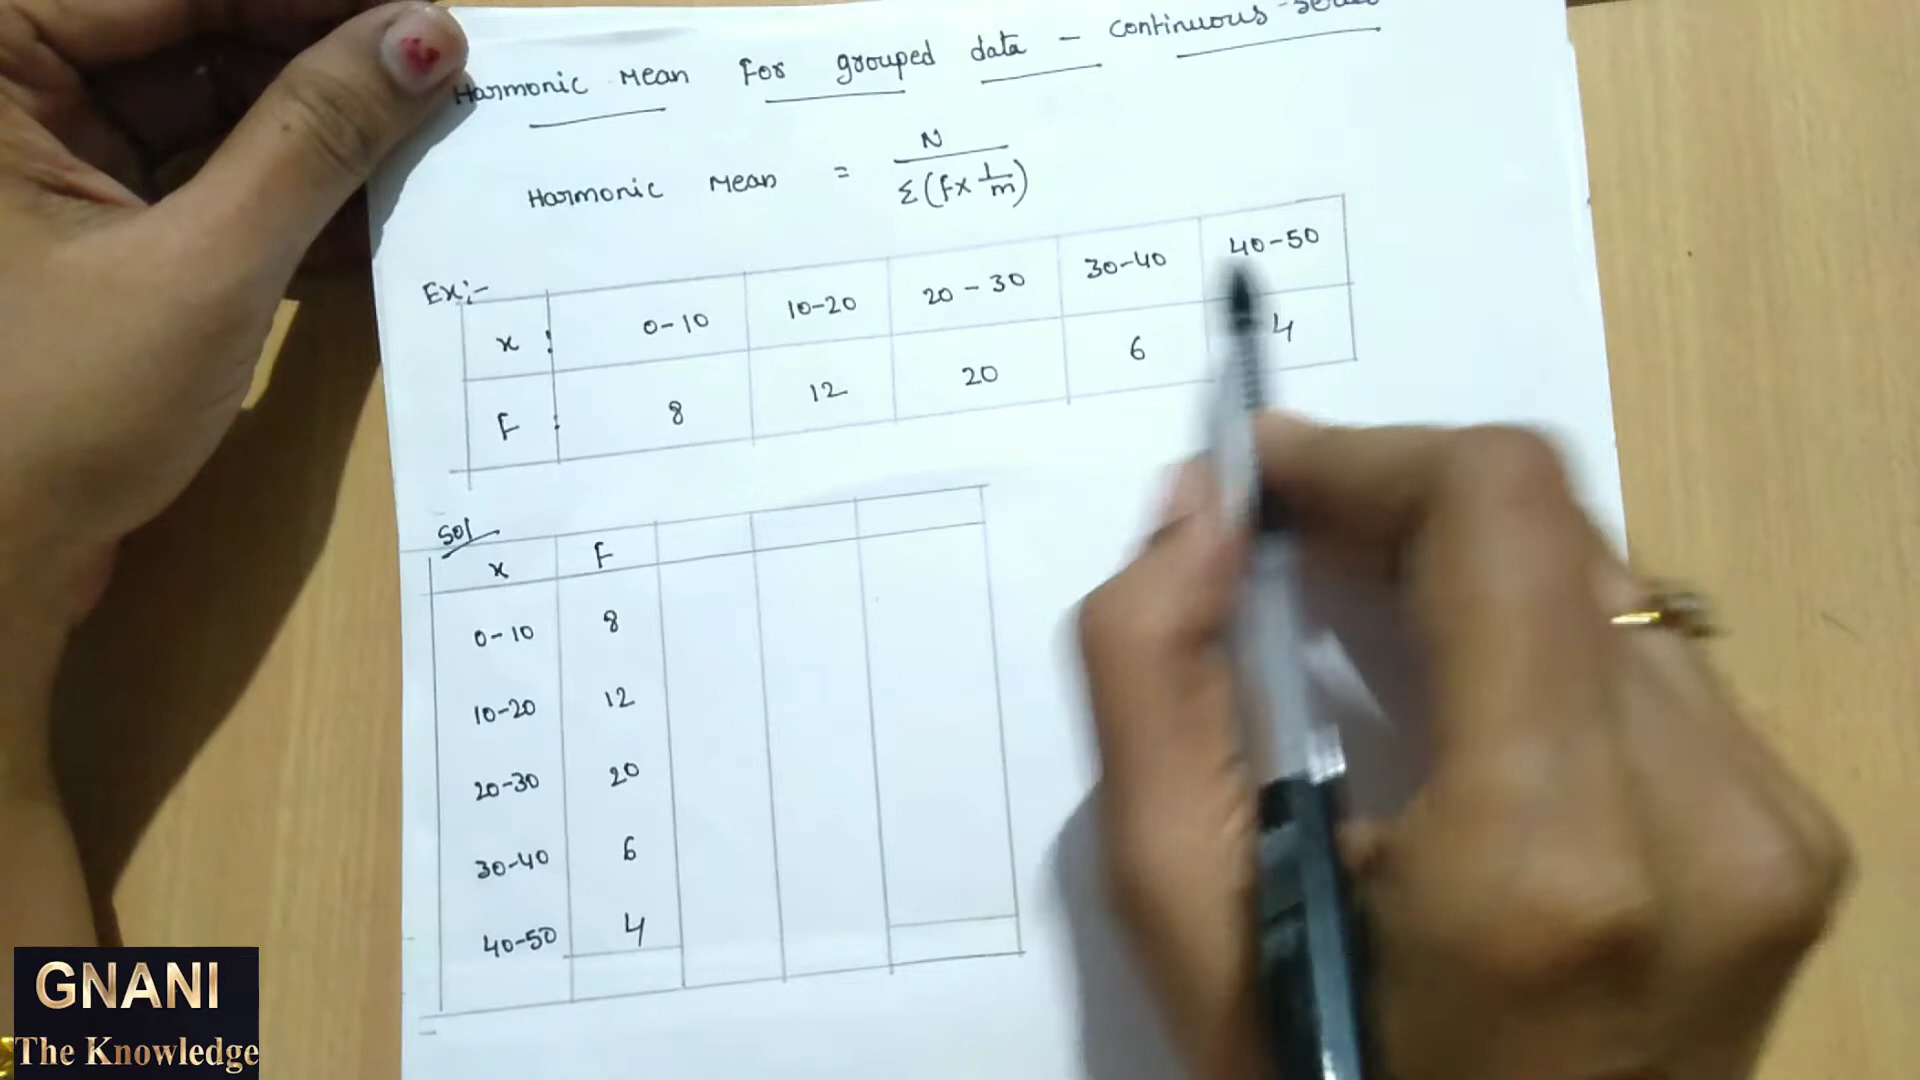 Harmonic Mean For grouped data - continuous-series
Harmonic Mean = N / Σ(F× 1/m)
Ex:-
x : 0-10 10-20 20-30 30-40 40-50
F : 8 12 20 6 4
Sol
x F
0-10 8
10-20 12
20-30 20
30-40 6
40-50 4
GNANI
The Knowledge